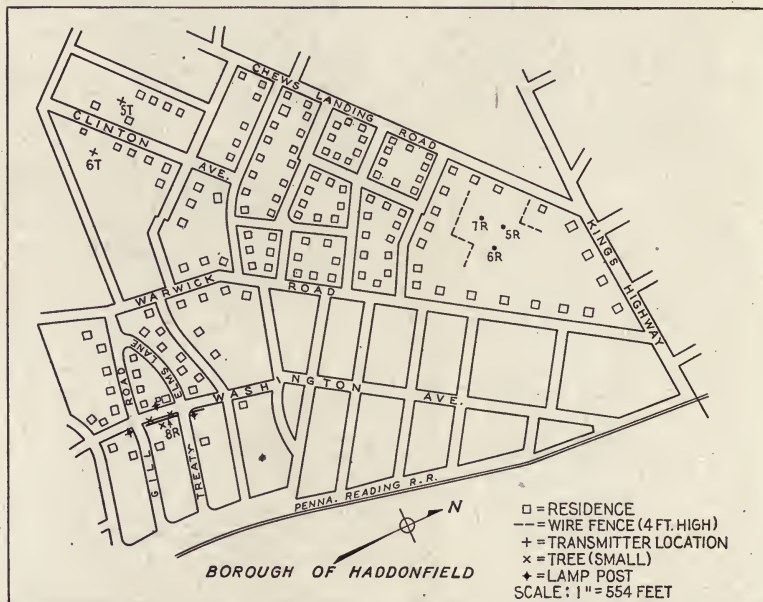 CHEWS LANDING ROAD
5T
CLINTON AVE.
6T
7R
5R
6R
KINGS HIGHWAY
WARWICK ROAD
ELMS LANE
GILL ROAD
WASHINGTON AVE.
8R
TREATY
PENNA. READING R.R.
N
BOROUGH OF HADDONFIELD
□ = RESIDENCE
--- = WIRE FENCE (4 FT. HIGH)
+ = TRANSMITTER LOCATION
× = TREE (SMALL)
✦ = LAMP POST
SCALE: 1" = 554 FEET